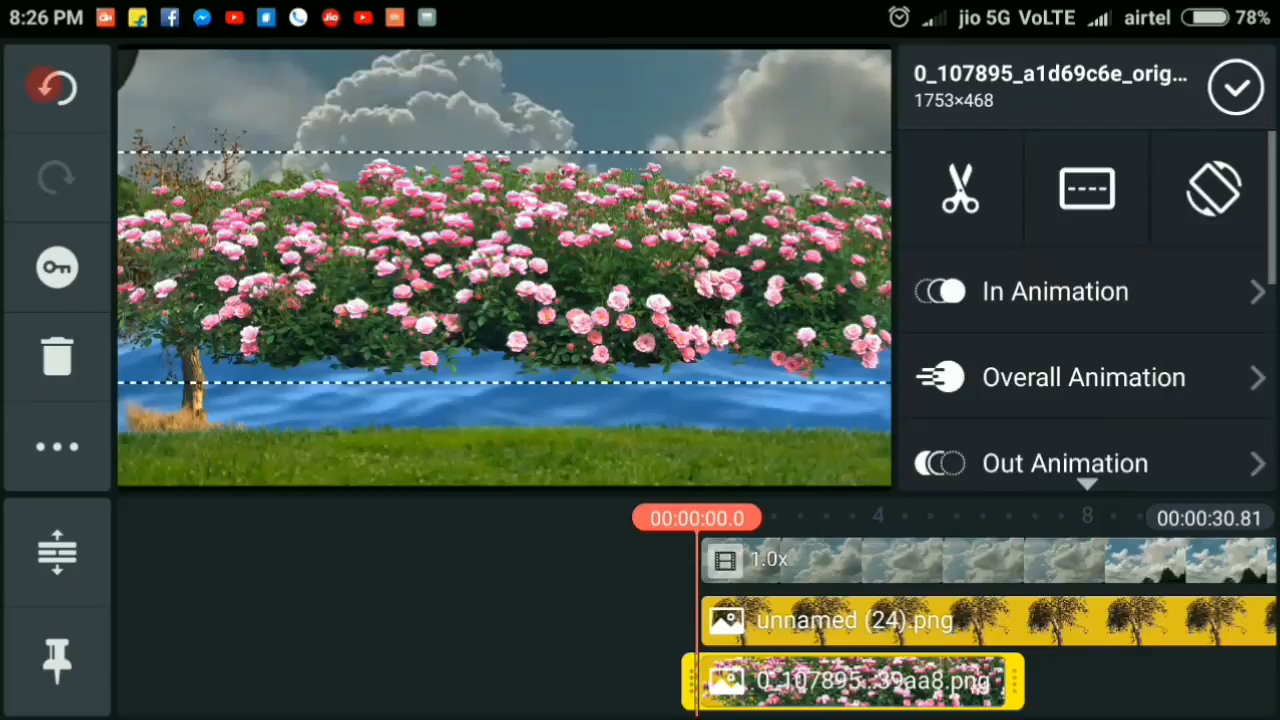 8:26 PM
jio 5G VoLTE
airtel
78%
0_107895_a1d69c6e_orig...
1753×468
In Animation
Overall Animation
Out Animation
00:00:00.0
4
8
00:00:30.81
1.0x
unnamed (24).png
0_107895..39aa8.png